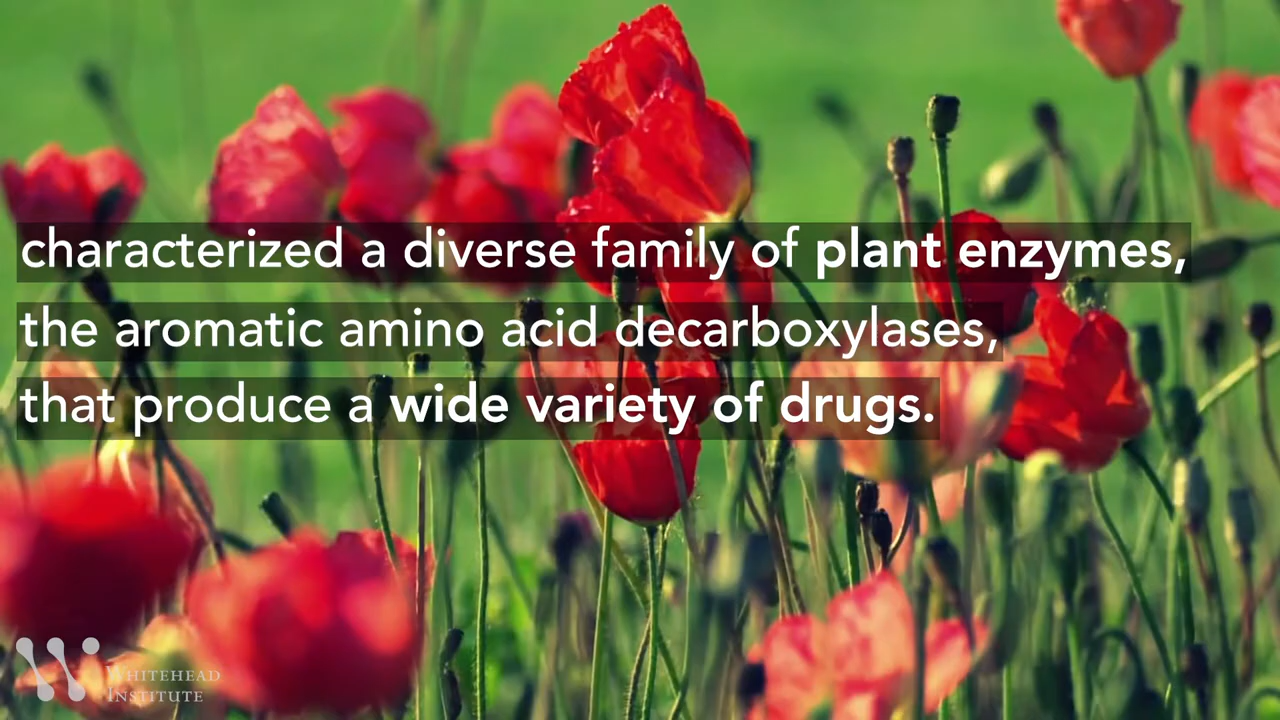 characterized a diverse family of plant enzymes,
the aromatic amino acid decarboxylases,
that produce a wide variety of drugs.
WHITEHEAD
INSTITUTE